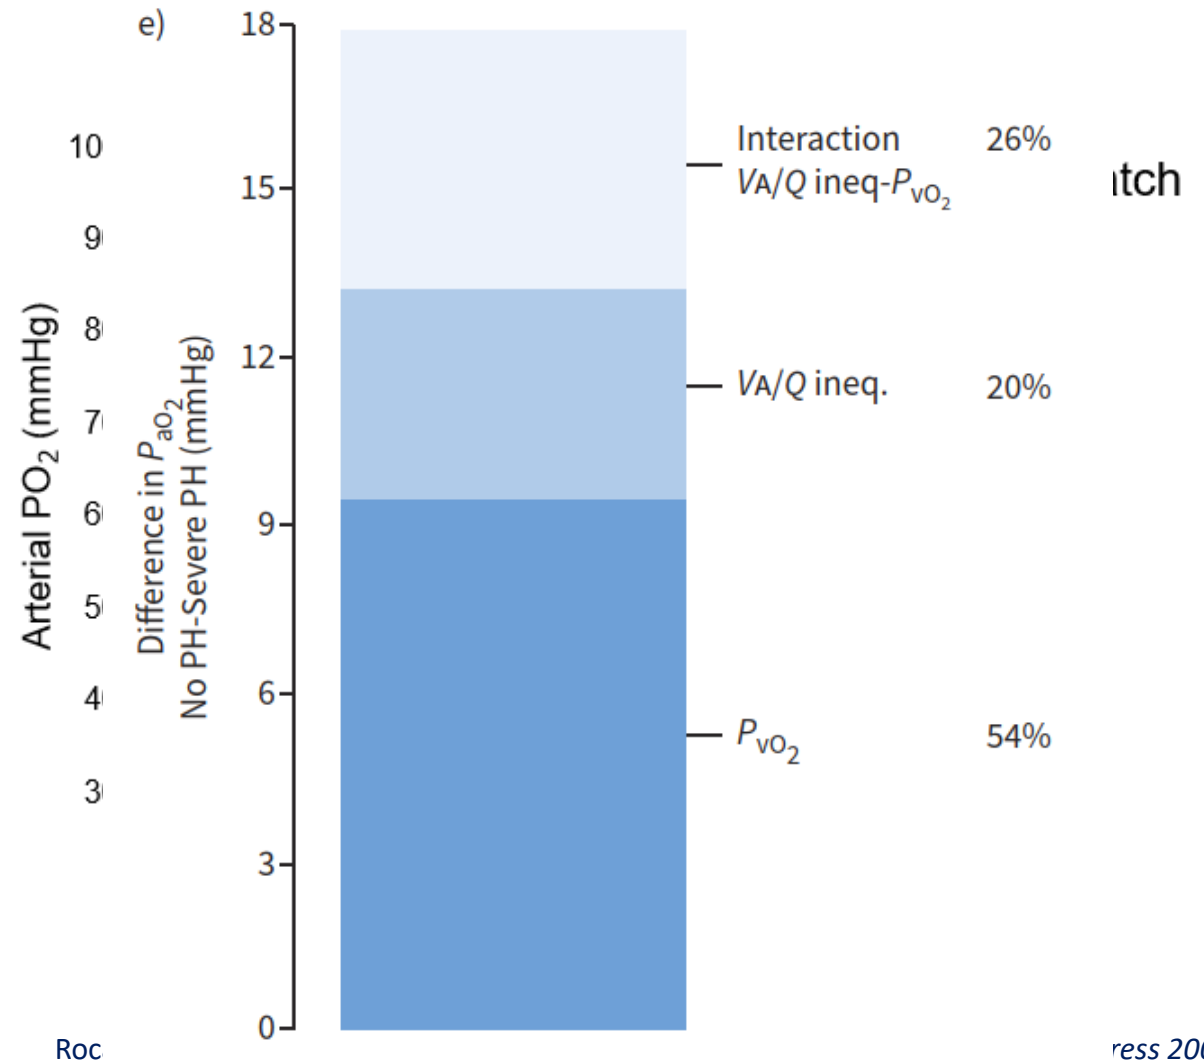 e)
18
15
12
9
6
3
0
Difference in PaO2
No PH-Severe PH (mmHg)
Interaction 26%
VA/Q ineq-PvO2
VA/Q ineq. 20%
PvO2 54%
Arterial PO2 (mmHg)